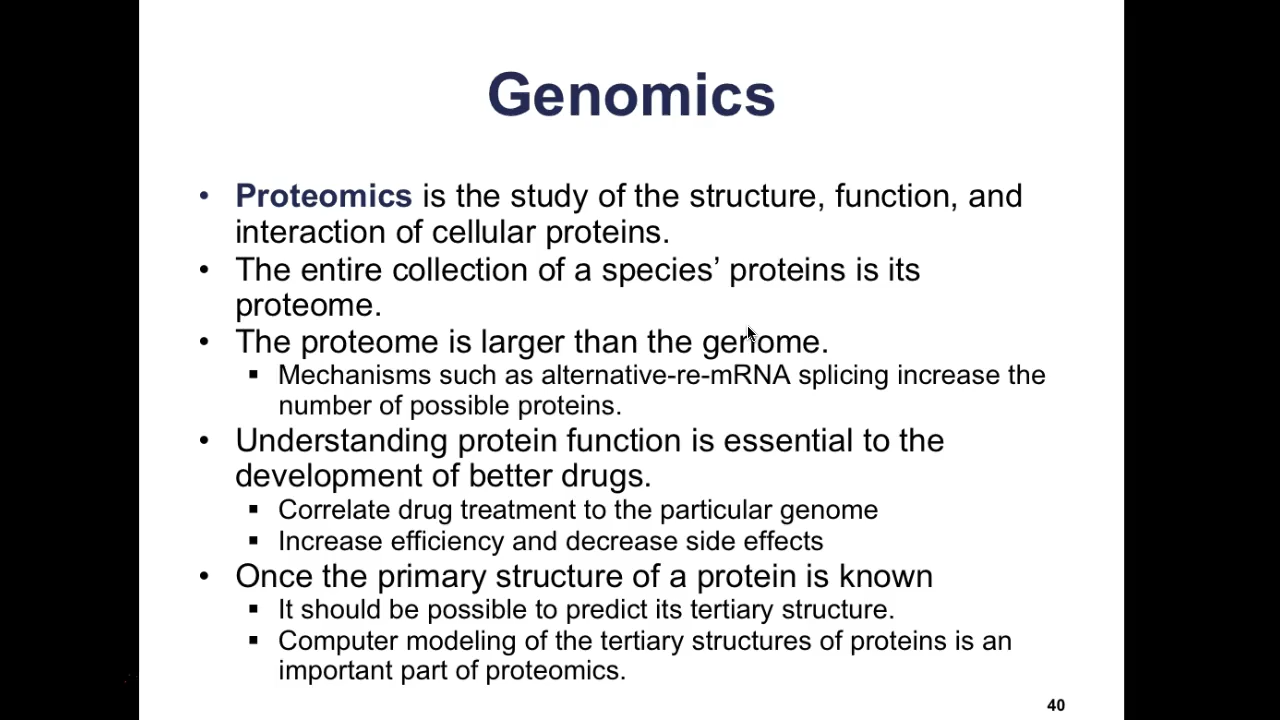 Genomics
• Proteomics is the study of the structure, function, and
interaction of cellular proteins.
• The entire collection of a species’ proteins is its
proteome.
• The proteome is larger than the genome.
▪ Mechanisms such as alternative-re-mRNA splicing increase the
number of possible proteins.
• Understanding protein function is essential to the
development of better drugs.
▪ Correlate drug treatment to the particular genome
▪ Increase efficiency and decrease side effects
• Once the primary structure of a protein is known
▪ It should be possible to predict its tertiary structure.
▪ Computer modeling of the tertiary structures of proteins is an
important part of proteomics.
40